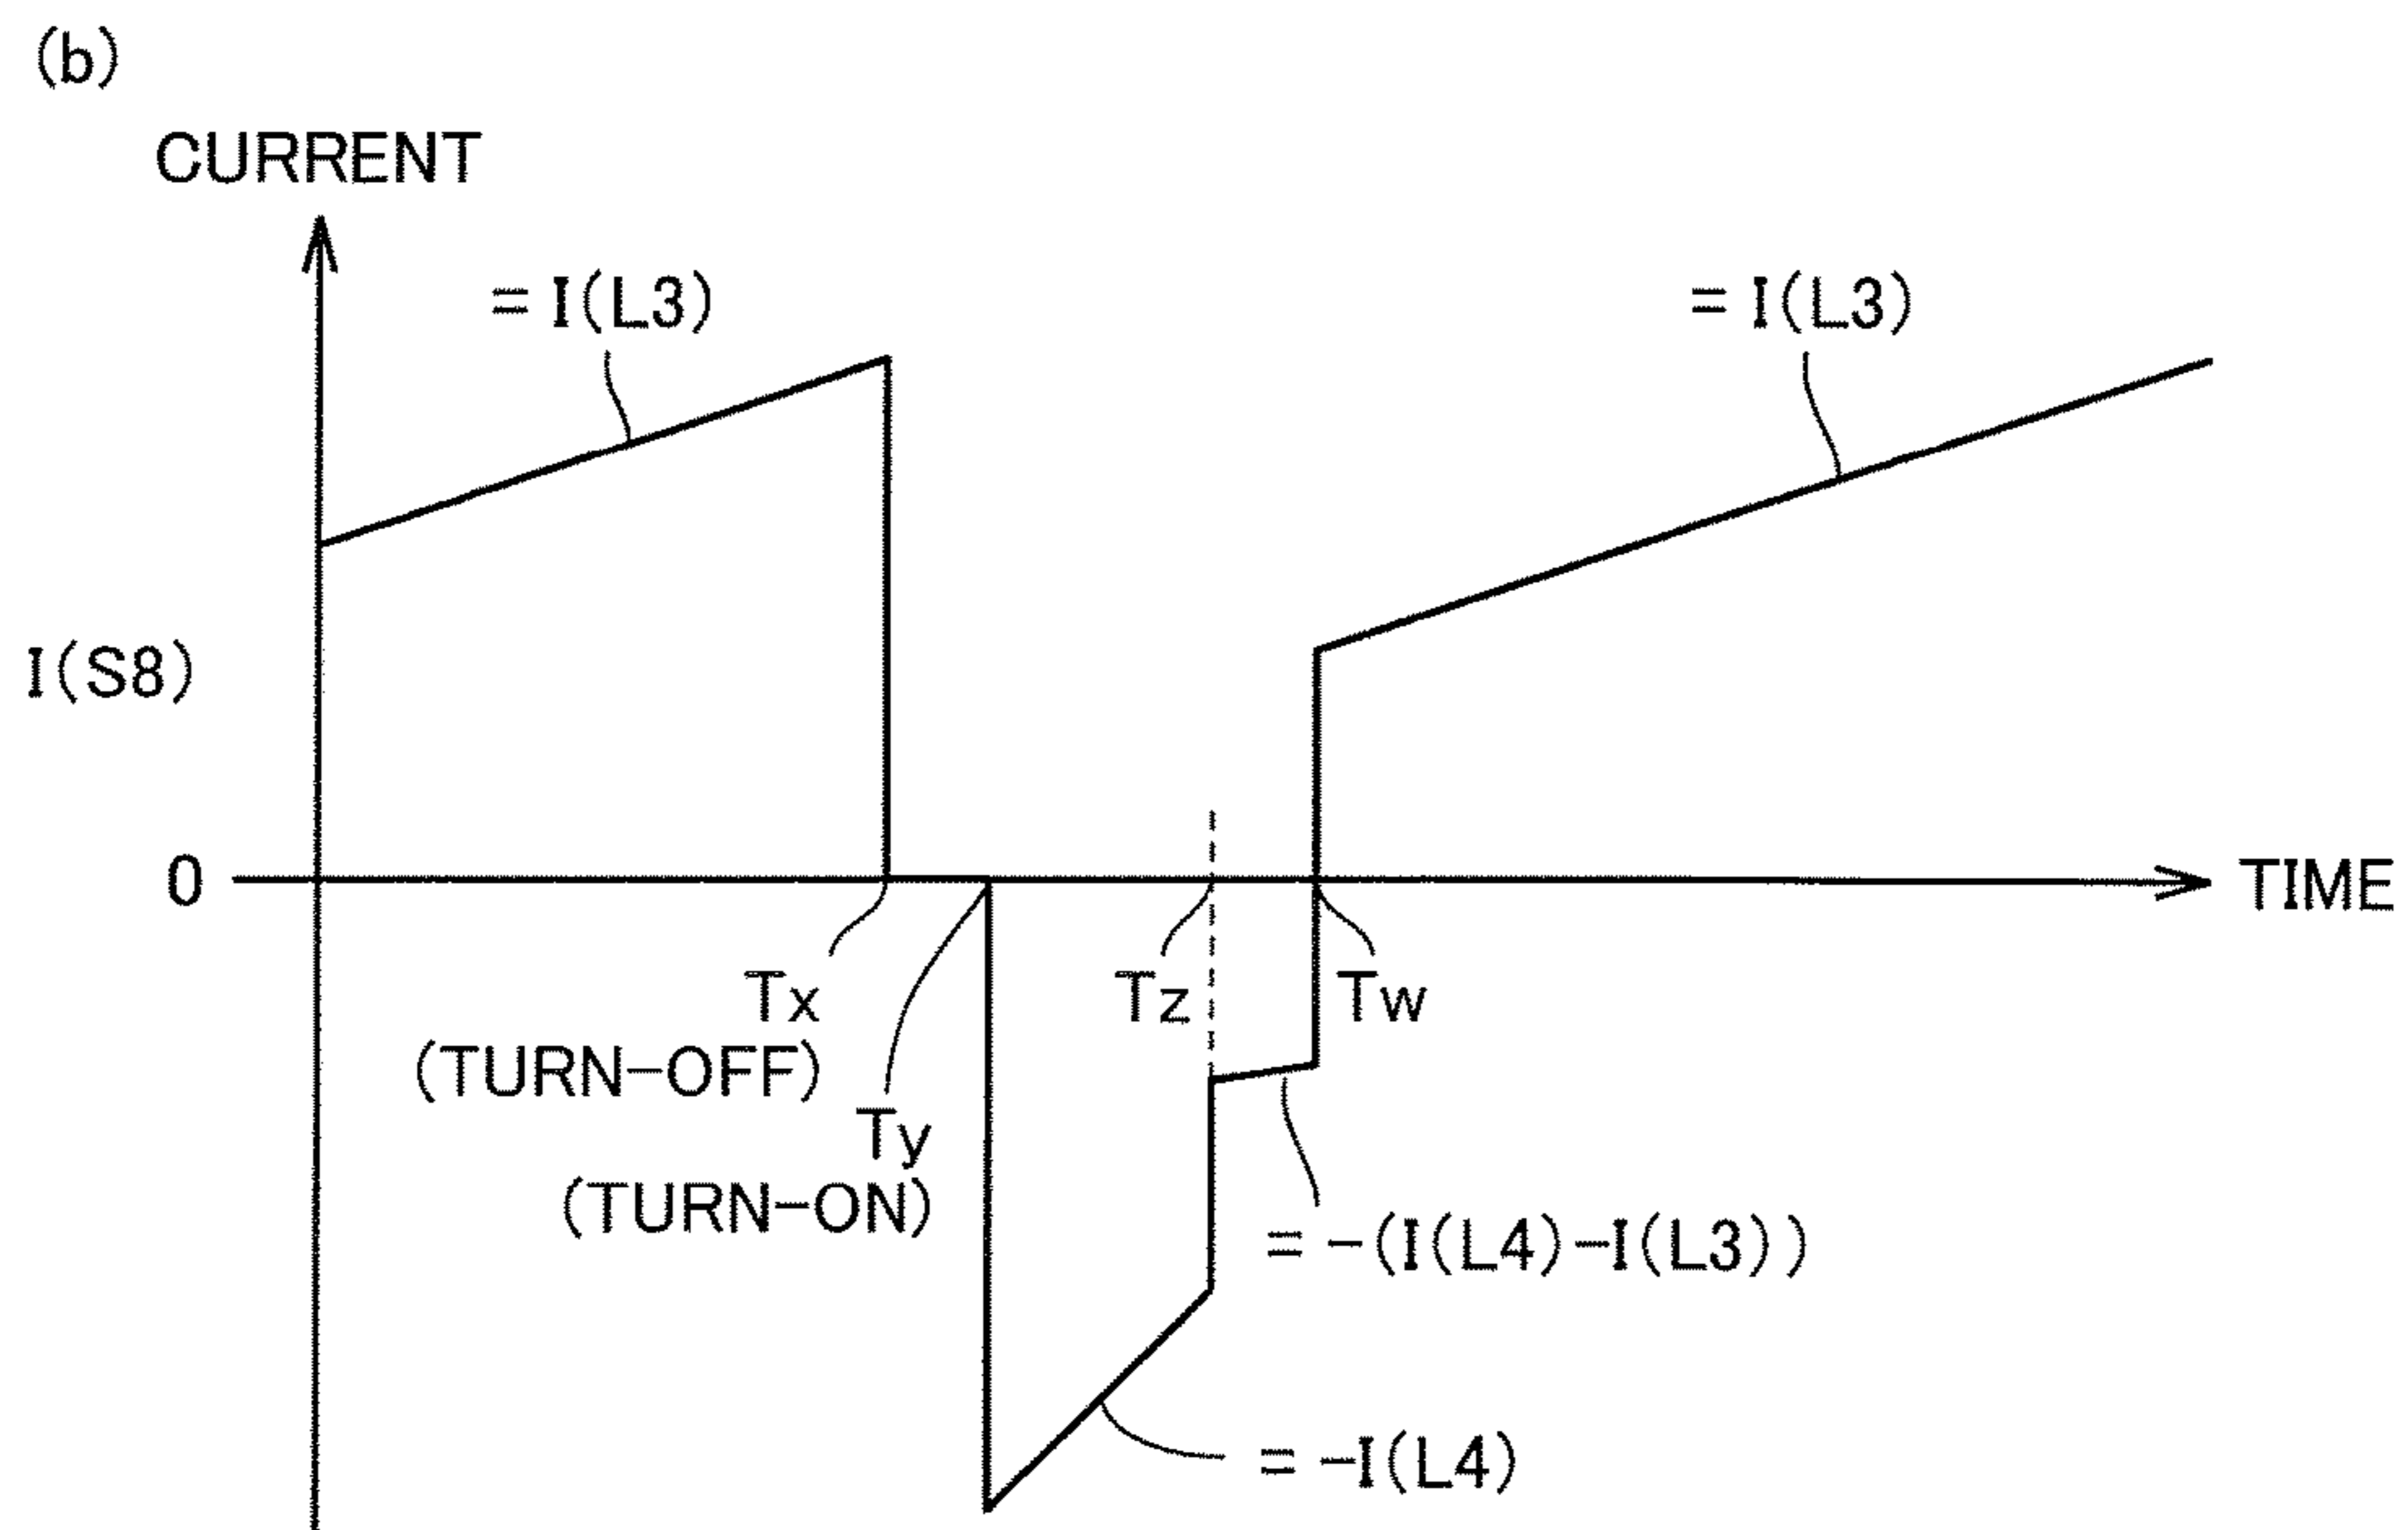 (b)
CURRENT
= I(L3)
= I(L3)
I(S8)
0
TIME
Tx
(TURN-OFF)
Ty
(TURN-ON)
Tz
Tw
= -(I(L4)-I(L3))
= -I(L4)